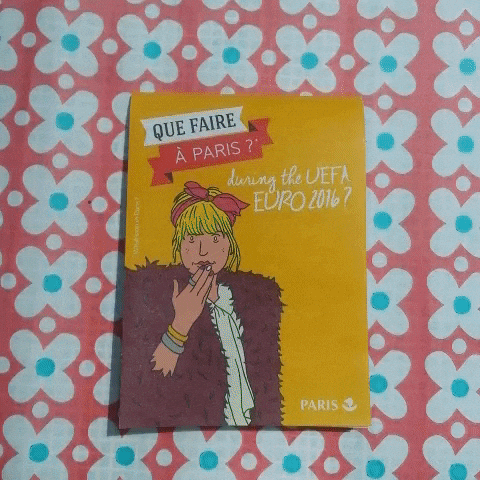 QUE FAIRE
À PARIS ?*
during the UEFA
EURO 2016 ?
PARIS